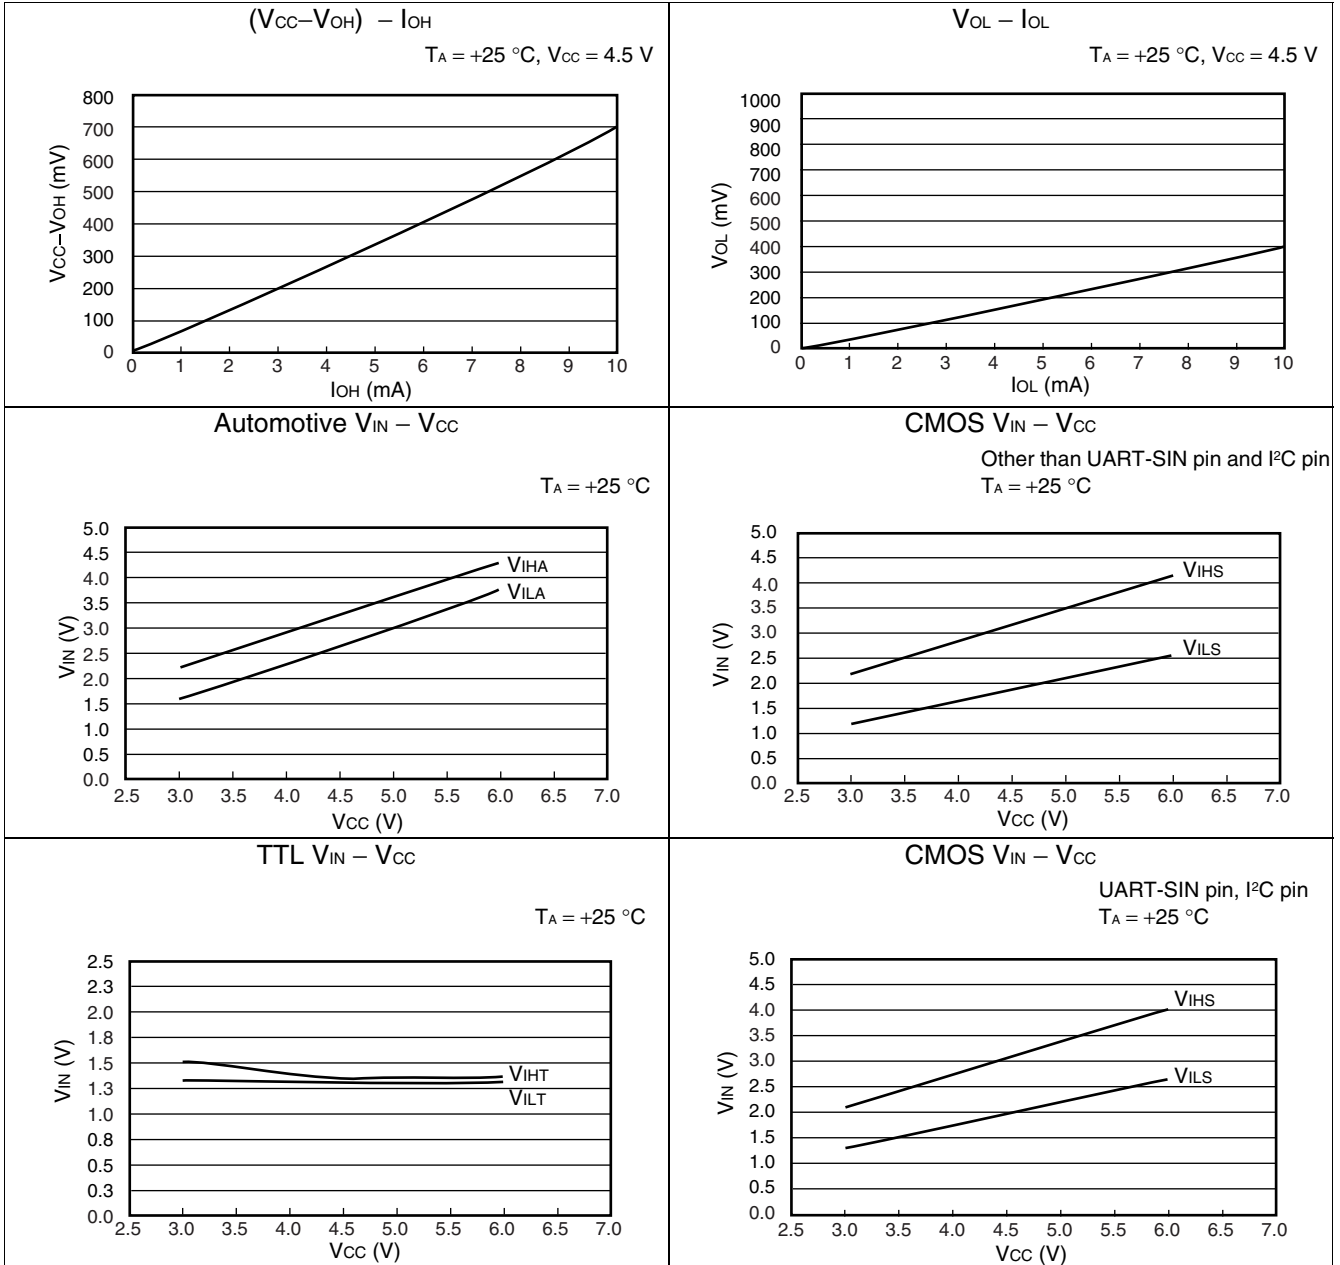 (VCC–VOH) – IOH
TA = +25 °C, VCC = 4.5 V
800
700
600
500
400
300
200
100
0
VCC–VOH (mV)
0 1 2 3 4 5 6 7 8 9 10
IOH (mA)
VOL – IOL
TA = +25 °C, VCC = 4.5 V
1000
900
800
700
600
500
400
300
200
100
0
VOL (mV)
0 1 2 3 4 5 6 7 8 9 10
IOL (mA)
Automotive VIN – VCC
TA = +25 °C
5.0
4.5
4.0
3.5
3.0
2.5
2.0
1.5
1.0
0.5
0.0
VIN (V)
VIHA
VILA
2.5 3.0 3.5 4.0 4.5 5.0 5.5 6.0 6.5 7.0
VCC (V)
CMOS VIN – VCC
Other than UART-SIN pin and I²C pin
TA = +25 °C
5.0
4.5
4.0
3.5
3.0
2.5
2.0
1.5
1.0
0.5
0.0
VIN (V)
VIHS
VILS
2.5 3.0 3.5 4.0 4.5 5.0 5.5 6.0 6.5 7.0
VCC (V)
TTL VIN – VCC
TA = +25 °C
2.5
2.3
2.0
1.8
1.5
1.3
1.0
0.8
0.5
0.3
0.0
VIN (V)
VIHT
VILT
2.5 3.0 3.5 4.0 4.5 5.0 5.5 6.0 6.5 7.0
VCC (V)
CMOS VIN – VCC
UART-SIN pin, I²C pin
TA = +25 °C
5.0
4.5
4.0
3.5
3.0
2.5
2.0
1.5
1.0
0.5
0.0
VIN (V)
VIHS
VILS
2.5 3.0 3.5 4.0 4.5 5.0 5.5 6.0 6.5 7.0
VCC (V)